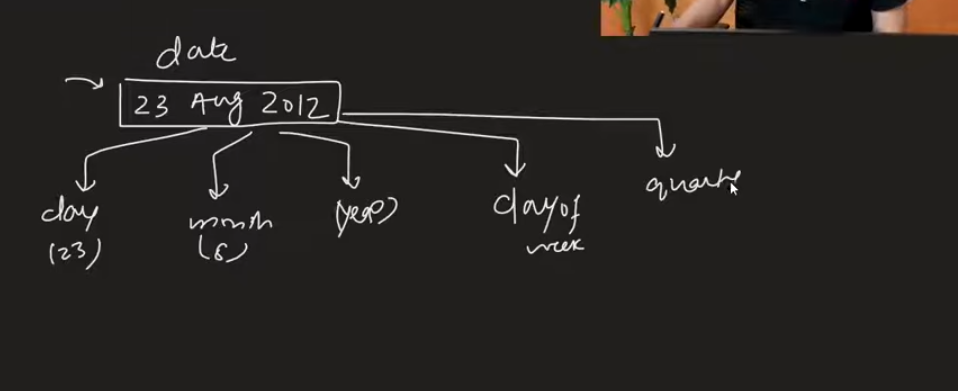 date
23 Aug 2012
day
(23)
month
(8)
(year)
day of
week
quarter